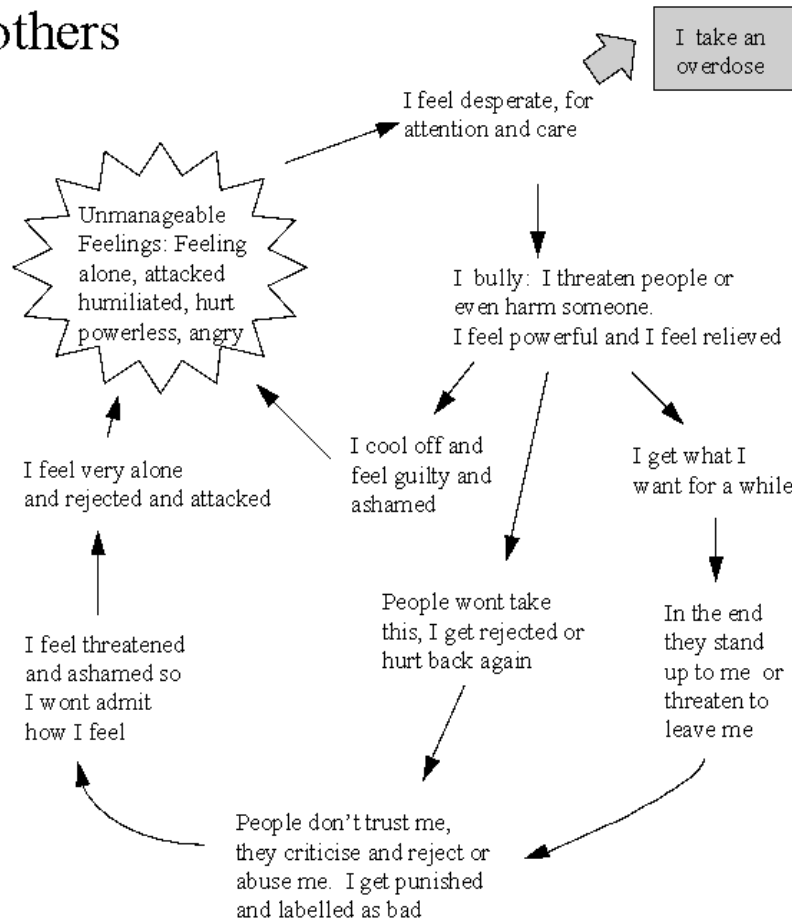 others
I take an
overdose
I feel desperate, for
attention and care
Unmanageable
Feelings: Feeling
alone, attacked
humiliated, hurt
powerless, angry
I bully: I threaten people or
even harm someone.
I feel powerful and I feel relieved
I cool off and
feel guilty and
ashamed
I get what I
want for a while
I feel very alone
and rejected and attacked
People wont take
this, I get rejected or
hurt back again
In the end
they stand
up to me or
threaten to
leave me
I feel threatened
and ashamed so
I wont admit
how I feel
People don't trust me,
they criticise and reject or
abuse me. I get punished
and labelled as bad